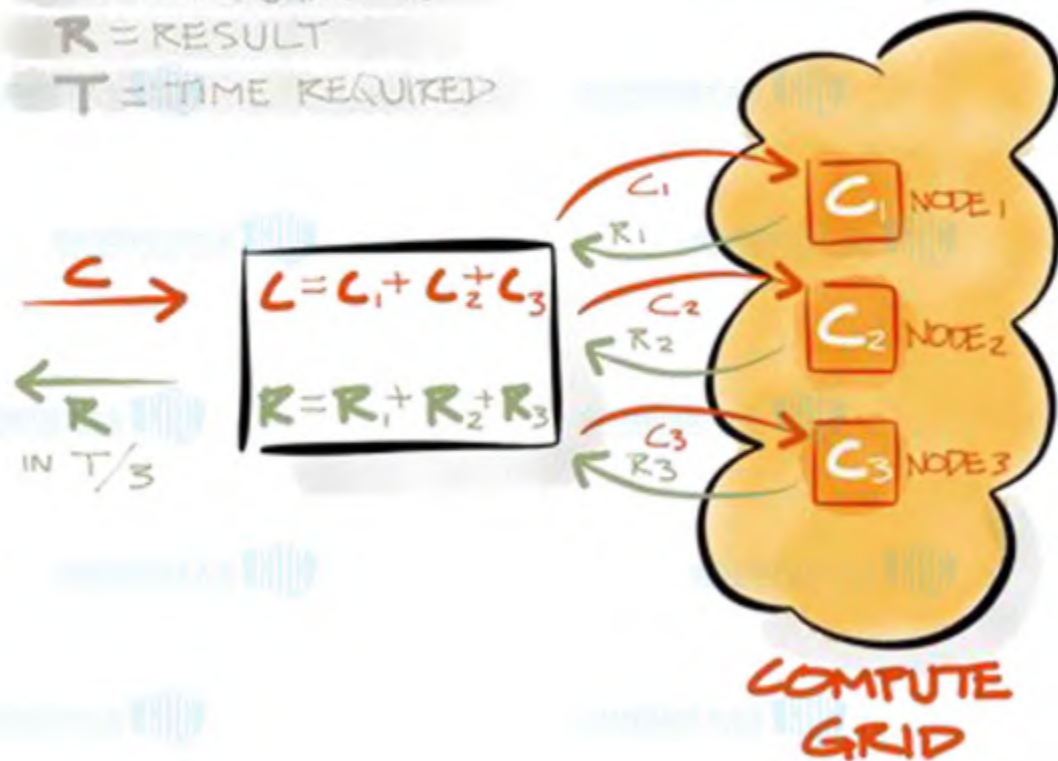 R = RESULT
T = TIME REQUIRED
C
R
IN T/3
C = C₁ + C₂ + C₃
R = R₁ + R₂ + R₃
C₁
R₁
C₂
R₂
C₃
R₃
C₁ NODE 1
C₂ NODE 2
C₃ NODE 3
COMPUTE
GRID